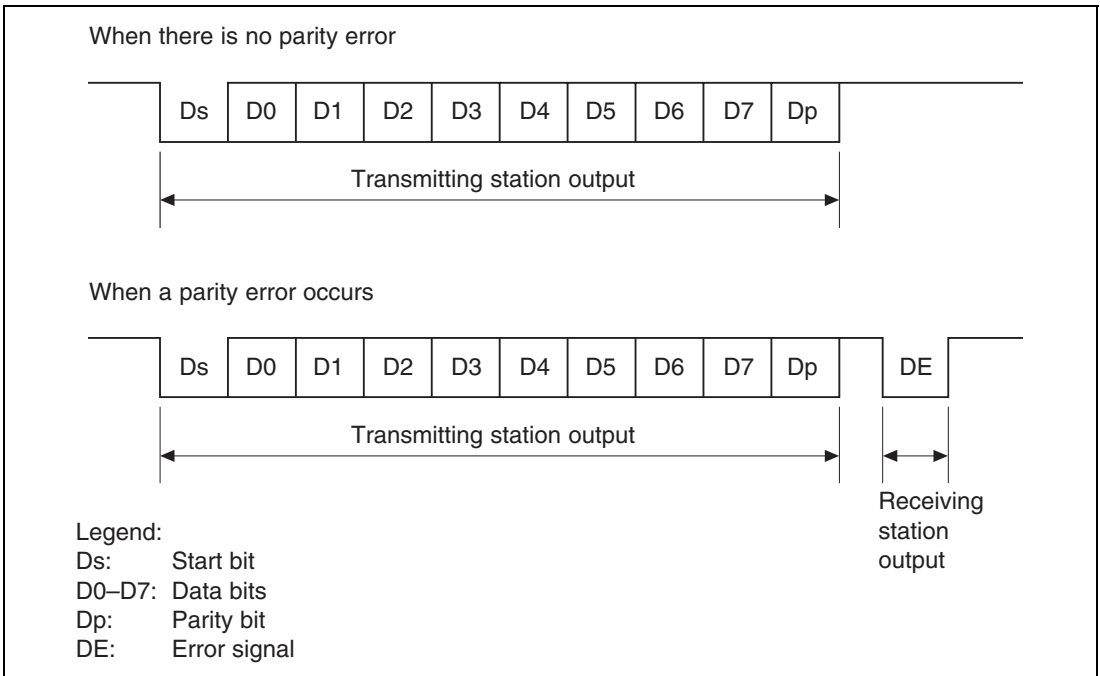 When there is no parity error
Ds D0 D1 D2 D3 D4 D5 D6 D7 Dp
Transmitting station output
When a parity error occurs
Ds D0 D1 D2 D3 D4 D5 D6 D7 Dp DE
Transmitting station output
Receiving
station
output
Legend:
Ds: Start bit
D0–D7: Data bits
Dp: Parity bit
DE: Error signal